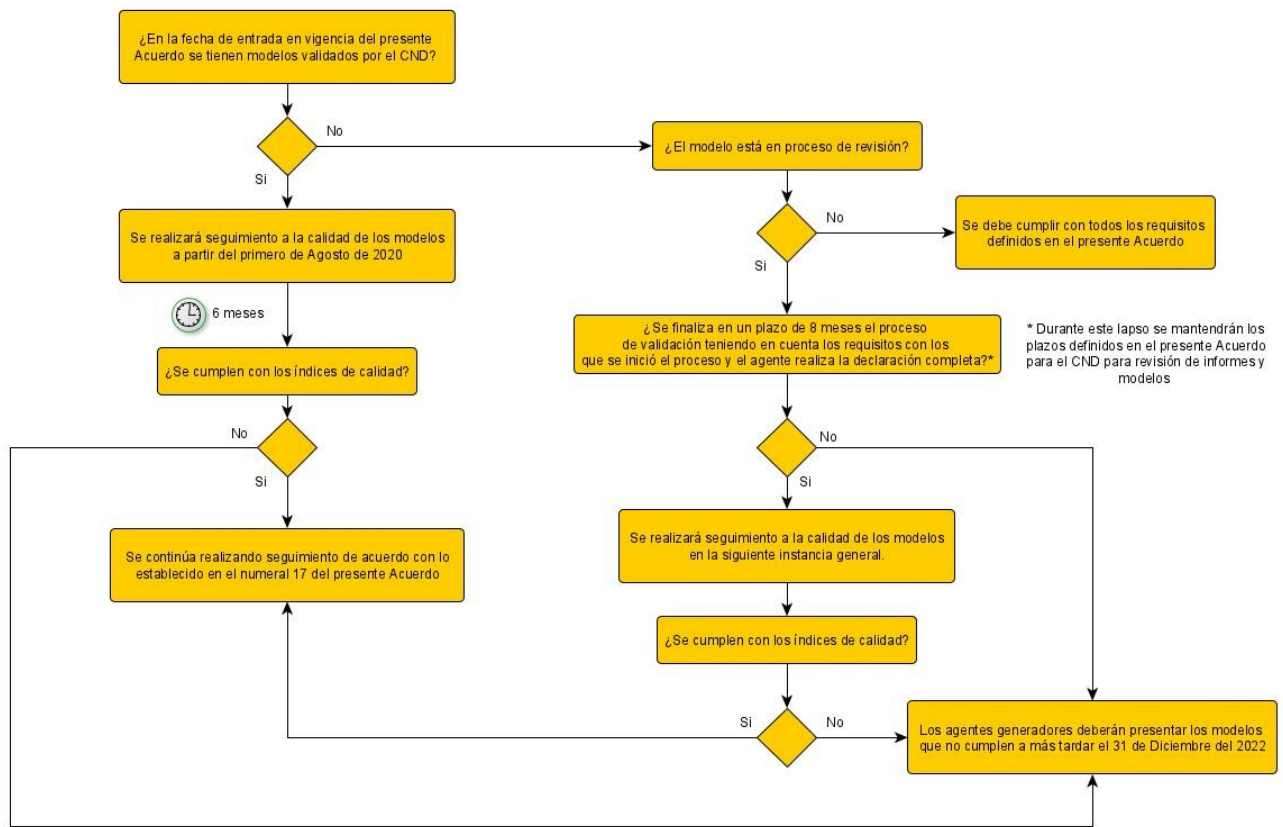 ¿En la fecha de entrada en vigencia del presente
Acuerdo se tienen modelos validados por el CND?
No
Si
¿El modelo está en proceso de revisión?
Se realizará seguimiento a la calidad de los modelos
a partir del primero de Agosto de 2020
No
Si
Se debe cumplir con todos los requisitos
definidos en el presente Acuerdo
6 meses
¿Se cumplen con los índices de calidad?
¿Se finaliza en un plazo de 8 meses el proceso
de validación teniendo en cuenta los requisitos con los
que se inició el proceso y el agente realiza la declaración completa?*
* Durante este lapso se mantendrán los
plazos definidos en el presente Acuerdo
para el CND para revisión de informes y
modelos
No
Si
No
Si
Se continúa realizando seguimiento de acuerdo con lo
establecido en el numeral 17 del presente Acuerdo
Se realizará seguimiento a la calidad de los modelos
en la siguiente instancia general.
¿Se cumplen con los índices de calidad?
Si
No
Los agentes generadores deberán presentar los modelos
que no cumplen a más tardar el 31 de Diciembre del 2022